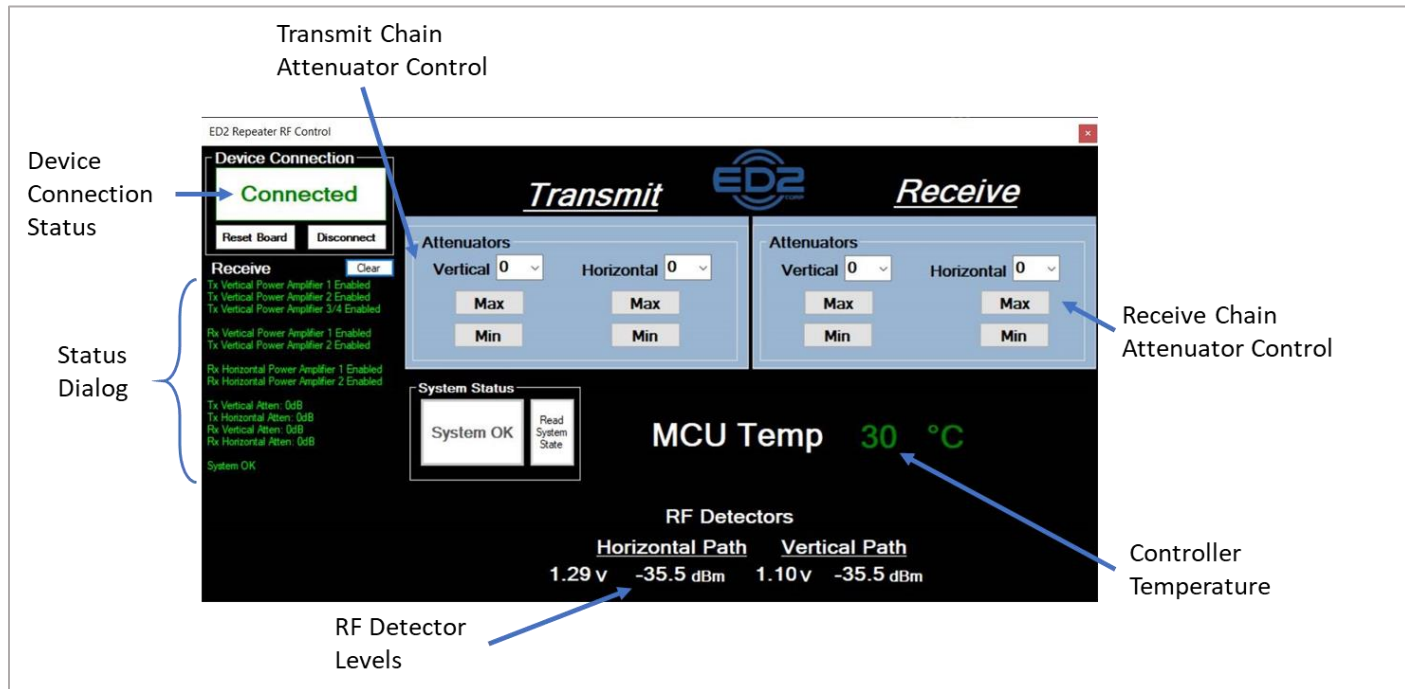 Transmit Chain
Attenuator Control
ED2 Repeater RF Control
Device
Connection
Status
Device Connection
Connected
Reset Board Disconnect
Transmit
ED2
CORP
Receive
Receive Clear
Tx Vertical Power Amplifier 1 Enabled
Tx Vertical Power Amplifier 2 Enabled
Tx Vertical Power Amplifier 3/4 Enabled
Rx Vertical Power Amplifier 1 Enabled
Tx Vertical Power Amplifier 2 Enabled
Rx Horizontal Power Amplifier 1 Enabled
Rx Horizontal Power Amplifier 2 Enabled
Tx Vertical Atten: 0dB
Tx Horizontal Atten: 0dB
Rx Vertical Atten: 0dB
Rx Horizontal Atten: 0dB
System OK
Status
Dialog
Attenuators
Vertical 0 Horizontal 0
Max Max
Min Min
Attenuators
Vertical 0 Horizontal 0
Max Max
Min Min
Receive Chain
Attenuator Control
System Status
System OK
Read
System
State
MCU Temp 30 °C
RF Detectors
Horizontal Path Vertical Path
1.29 V -35.5 dBm 1.10 V -35.5 dBm
Controller
Temperature
RF Detector
Levels